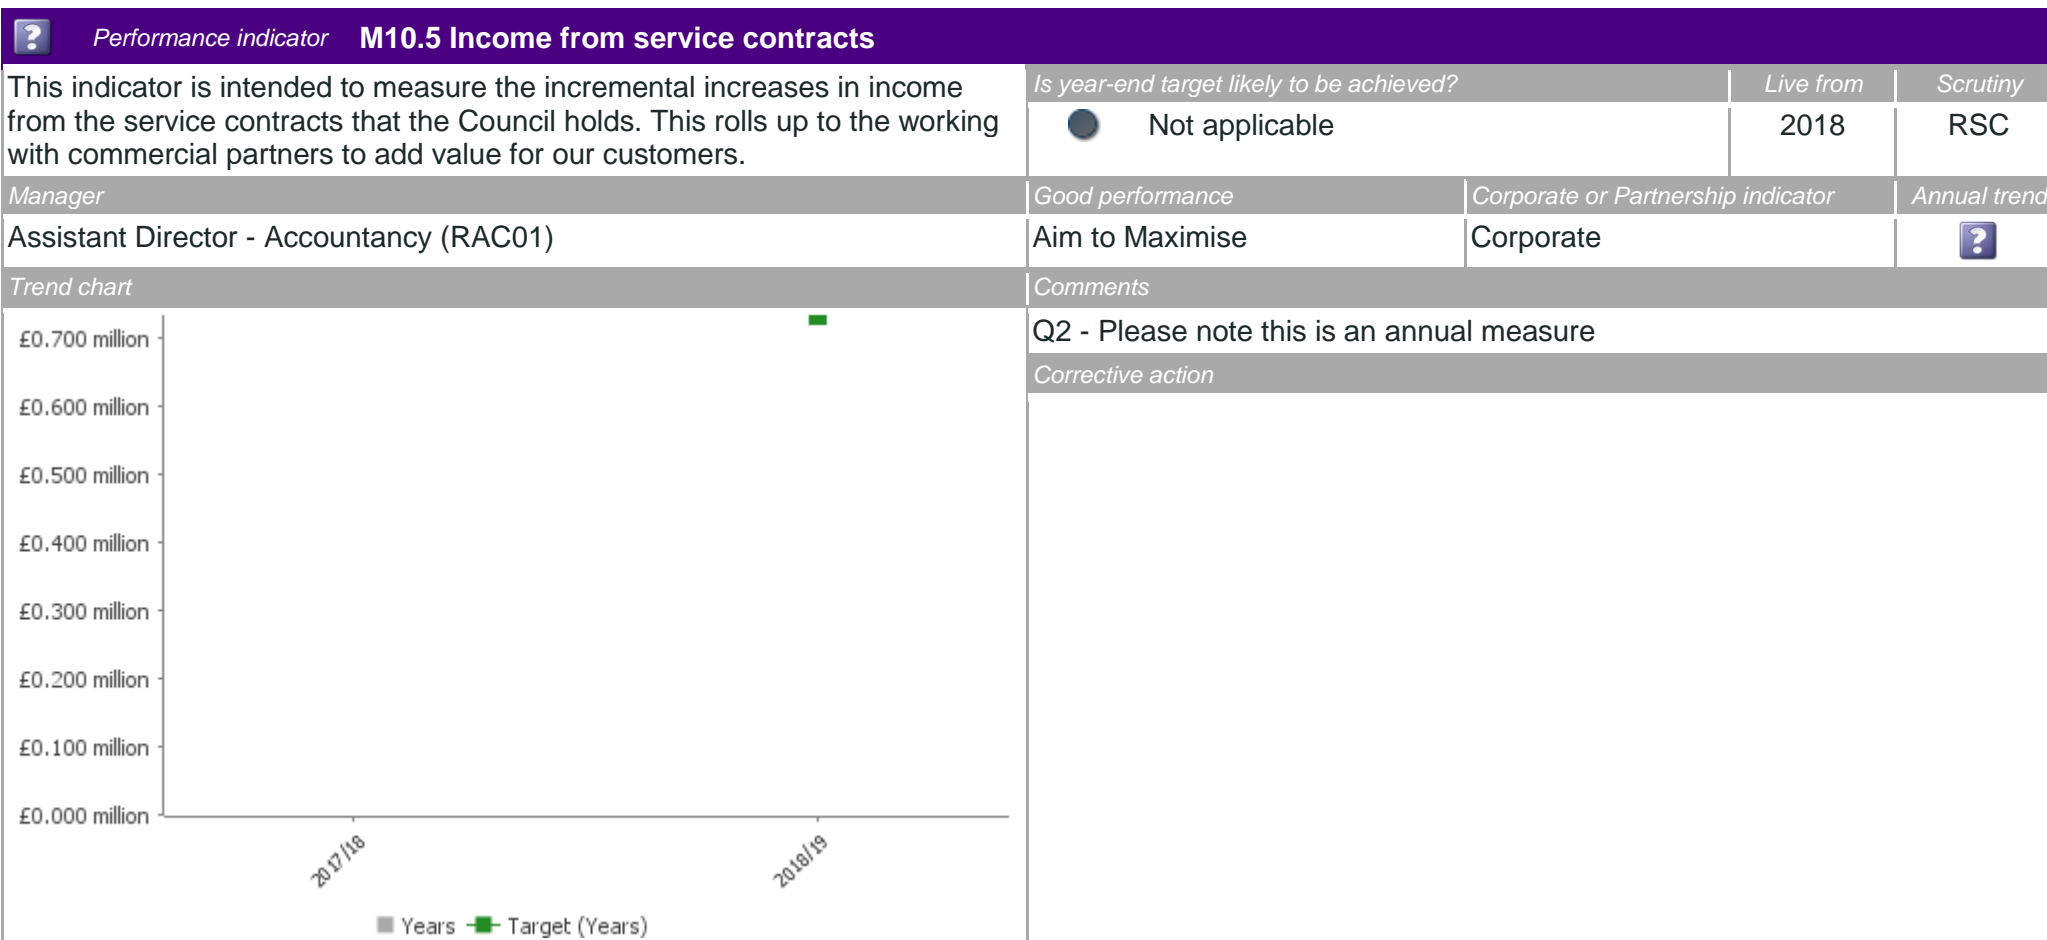 ? Performance indicator M10.5 Income from service contracts
This indicator is intended to measure the incremental increases in income
from the service contracts that the Council holds. This rolls up to the working
with commercial partners to add value for our customers.
Is year-end target likely to be achieved? Live from Scrutiny
Not applicable 2018 RSC
Manager Good performance Corporate or Partnership indicator Annual trend
Assistant Director - Accountancy (RAC01) Aim to Maximise Corporate ?
Trend chart
£0.700 million
£0.600 million
£0.500 million
£0.400 million
£0.300 million
£0.200 million
£0.100 million
£0.000 million
2017/18 2018/19
Years Target (Years)
Comments
Q2 - Please note this is an annual measure
Corrective action